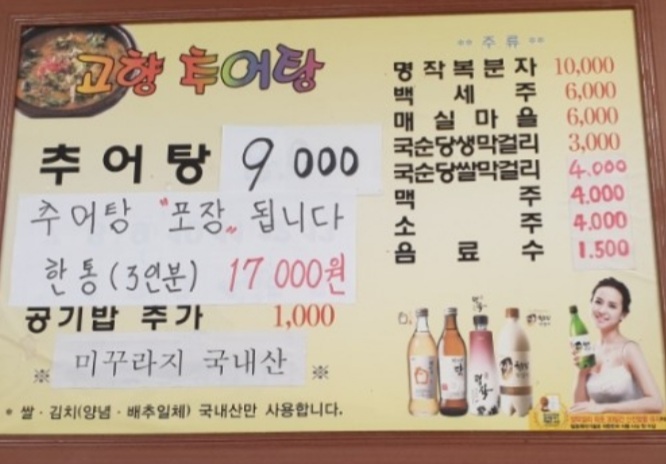 고향 추어탕
추어탕 9000
추어탕 "포장" 됩니다
한통(3인분) 17000원
공기밥 추가 1,000
※ 미꾸라지 국내산 ※
* 쌀 · 김치(양념 · 배추일체) 국내산만 사용합니다.
** 주 류 **
명작복분자 10,000
백세주 6,000
매실마을 6,000
국순당생막걸리 3,000
국순당쌀막걸리 4.000
맥주 4.000
소주 4.000
음료수 1.500